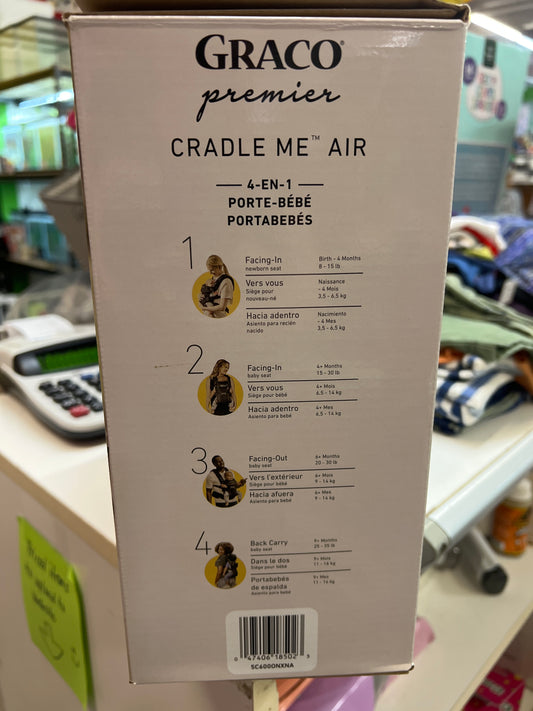 GRACO®
premier
CRADLE ME™ AIR
4-EN-1
PORTE-BÉBÉ
PORTABEBÉS
1
Facing-In
newborn seat
Birth - 4 Months
8 - 15 lb
Vers vous
Siège pour
nouveau-né
Naissance
- 4 Mois
3,5 - 6,5 kg
Hacia adentro
Asiento para recién
nacido
Nacimiento
- 4 Mes
3,5 - 6,5 kg
2
Facing-In
baby seat
4+ Months
15 - 30 lb
Vers vous
Siège pour bébé
4+ Mois
6.5 - 14 kg
Hacia adentro
Asiento para bebé
4+ Mes
6.5 - 14 kg
3
Facing-Out
baby seat
6+ Months
20 - 30 lb
Vers l'extérieur
Siège pour bébé
6+ Mois
9 - 14 kg
Hacia afuera
Asiento para bebé
6+ Mes
9 - 14 kg
4
Back Carry
baby seat
9+ Months
25 - 35 lb
Dans le dos
Siège pour bébé
9+ Mois
11 - 16 kg
Portabebés
de espalda
Asiento para bebé
9+ Mes
11 - 16 kg
0 47406 18502 3
SC6000NXNA